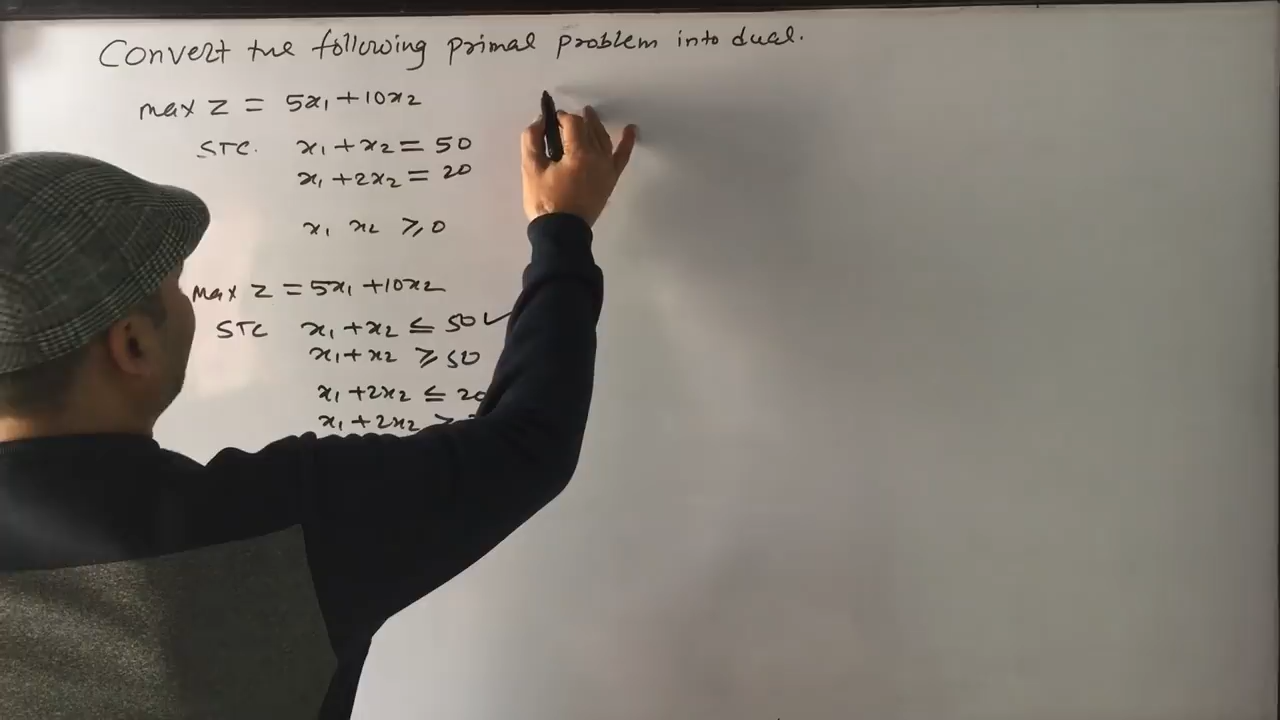 Convert the following primal problem into dual.
max Z = 5x₁ + 10x₂
STC. x₁ + x₂ = 50
x₁ + 2x₂ = 20
x₁ x₂ ≥ 0
Max Z = 5x₁ + 10x₂
STC x₁ + x₂ ≤ 50 ✓
x₁ + x₂ ≥ 50
x₁ + 2x₂ ≤ 20
x₁ + 2x₂ ≥